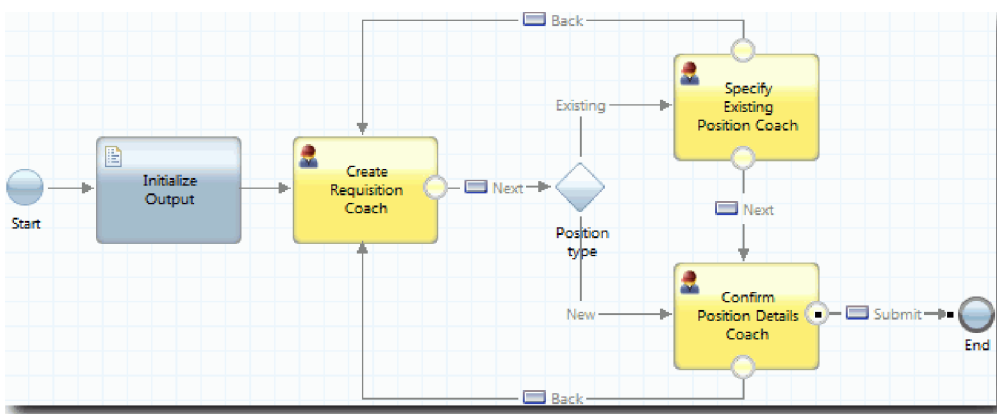 Back
Specify
Existing
Position Coach
Existing
Initialize
Output
Create
Requisition
Coach
Next
Start
Next
Position
type
Confirm
Position Details
Coach
New
Submit
End
Back